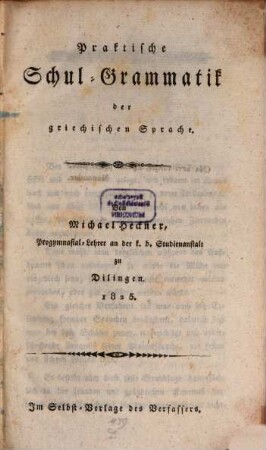 Praktische
Schul-Grammatik
der
griechischen Sprache.
Von
Michael Heckner,
Progymnasial-Lehrer an der k. b. Studienanstalt
zu
Dilingen.
1825.
Im Selbst-Verlage des Verfassers.